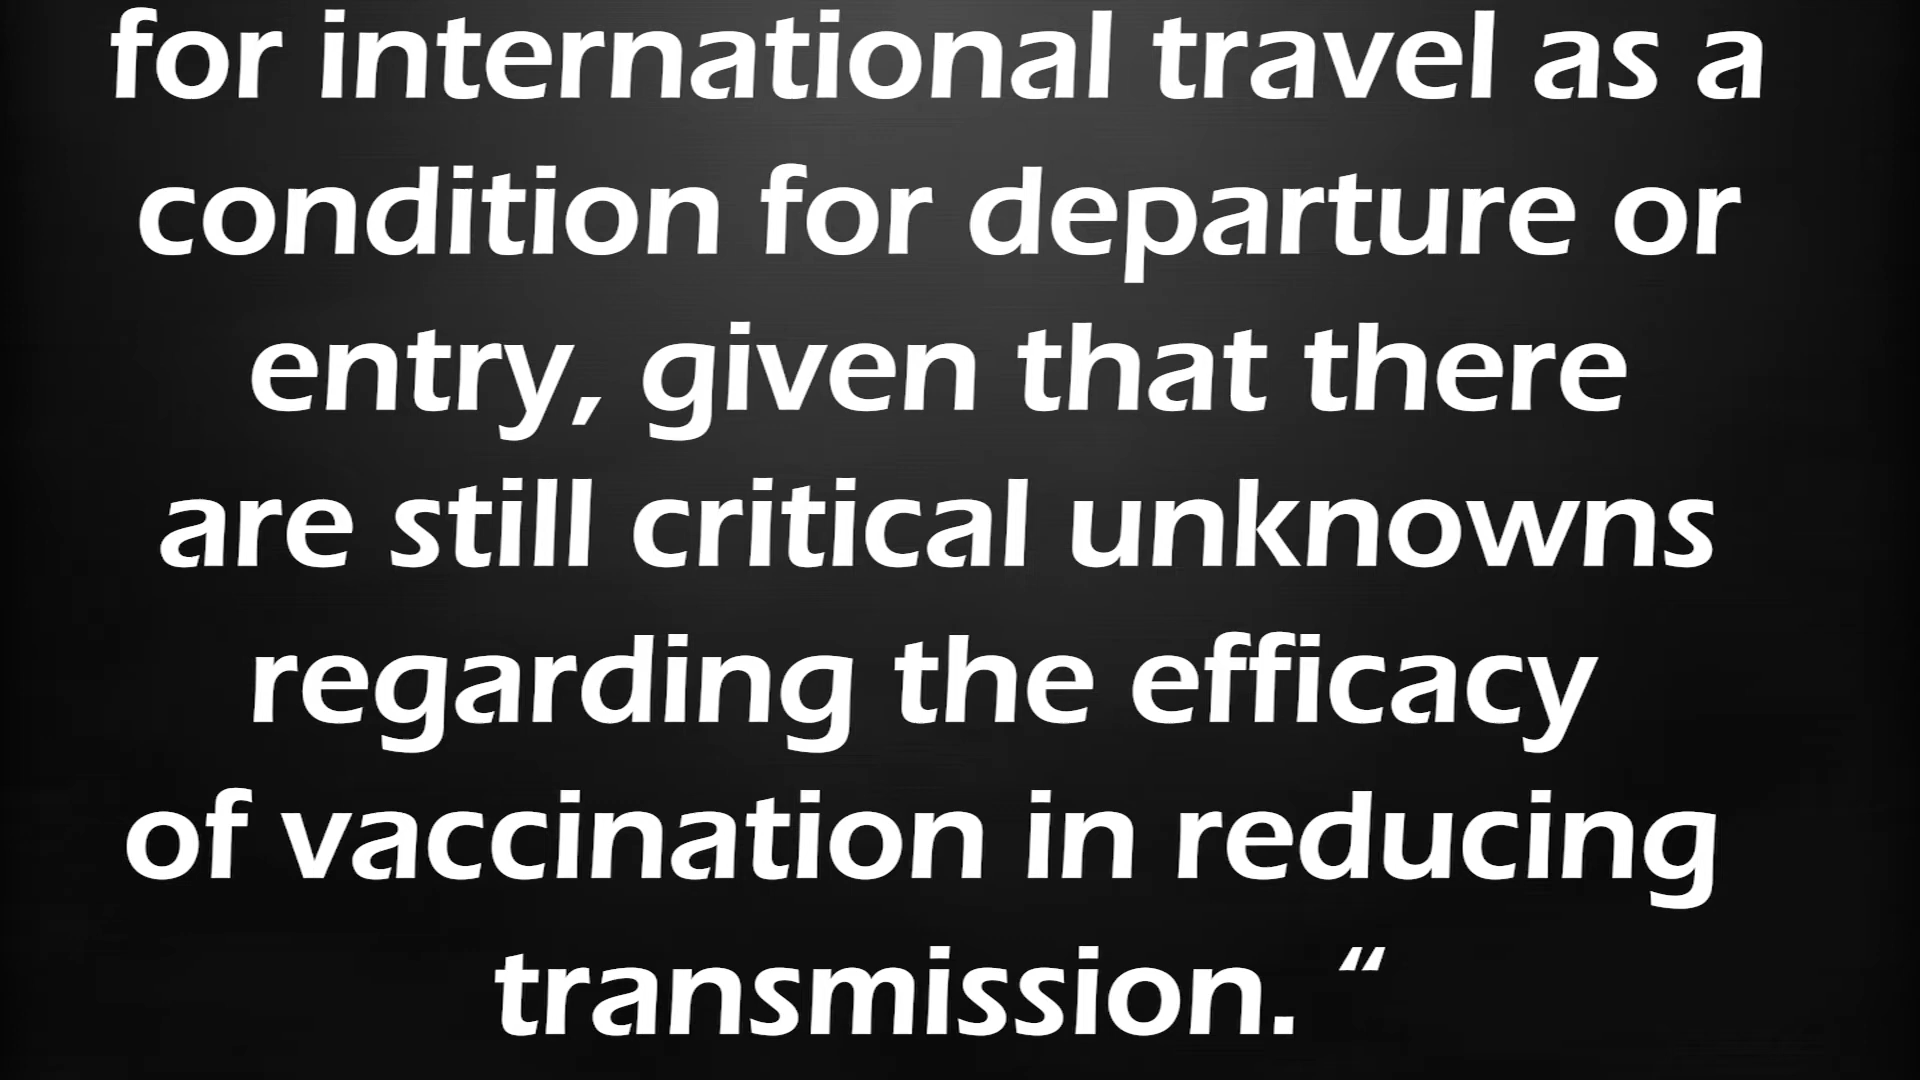 for international travel as a
condition for departure or
entry, given that there
are still critical unknowns
regarding the efficacy
of vaccination in reducing
transmission. “